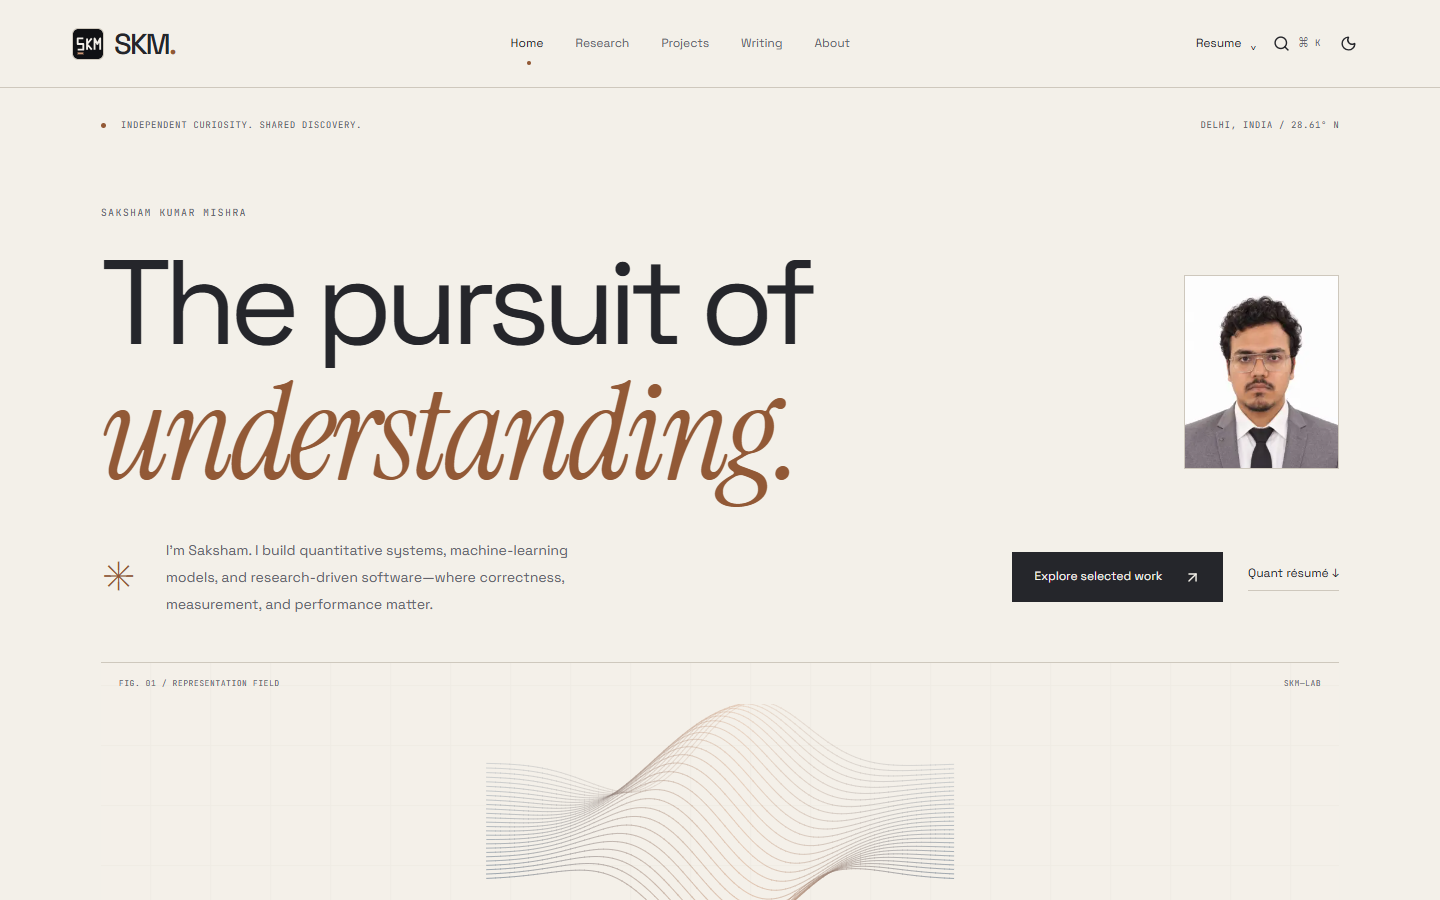 SKM SKM.
Home Research Projects Writing About
Resume ⌘ K
INDEPENDENT CURIOSITY. SHARED DISCOVERY.
DELHI, INDIA / 28.61° N
SAKSHAM KUMAR MISHRA
The pursuit of
understanding.
I'm Saksham. I build quantitative systems, machine-learning
models, and research-driven software—where correctness,
measurement, and performance matter.
Explore selected work ↗
Quant résumé ↓
FIG. 01 / REPRESENTATION FIELD
SKM—LAB